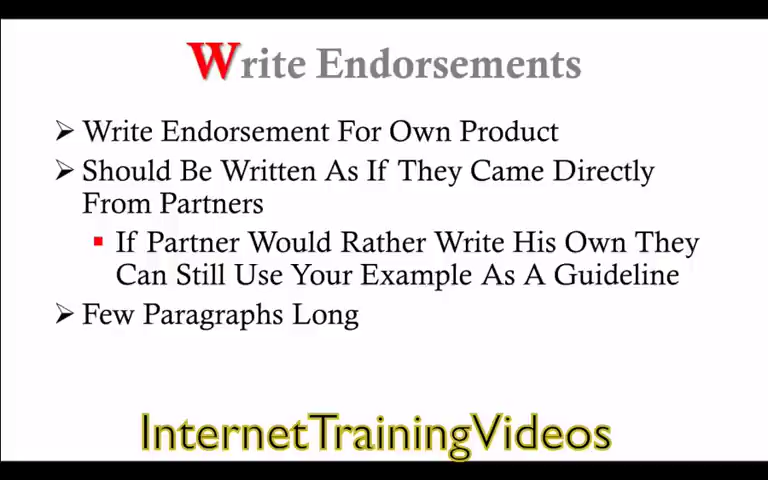 Write Endorsements
Write Endorsement For Own Product
Should Be Written As If They Came Directly
From Partners
If Partner Would Rather Write His Own They
Can Still Use Your Example As A Guideline
Few Paragraphs Long
InternetTrainingVideos